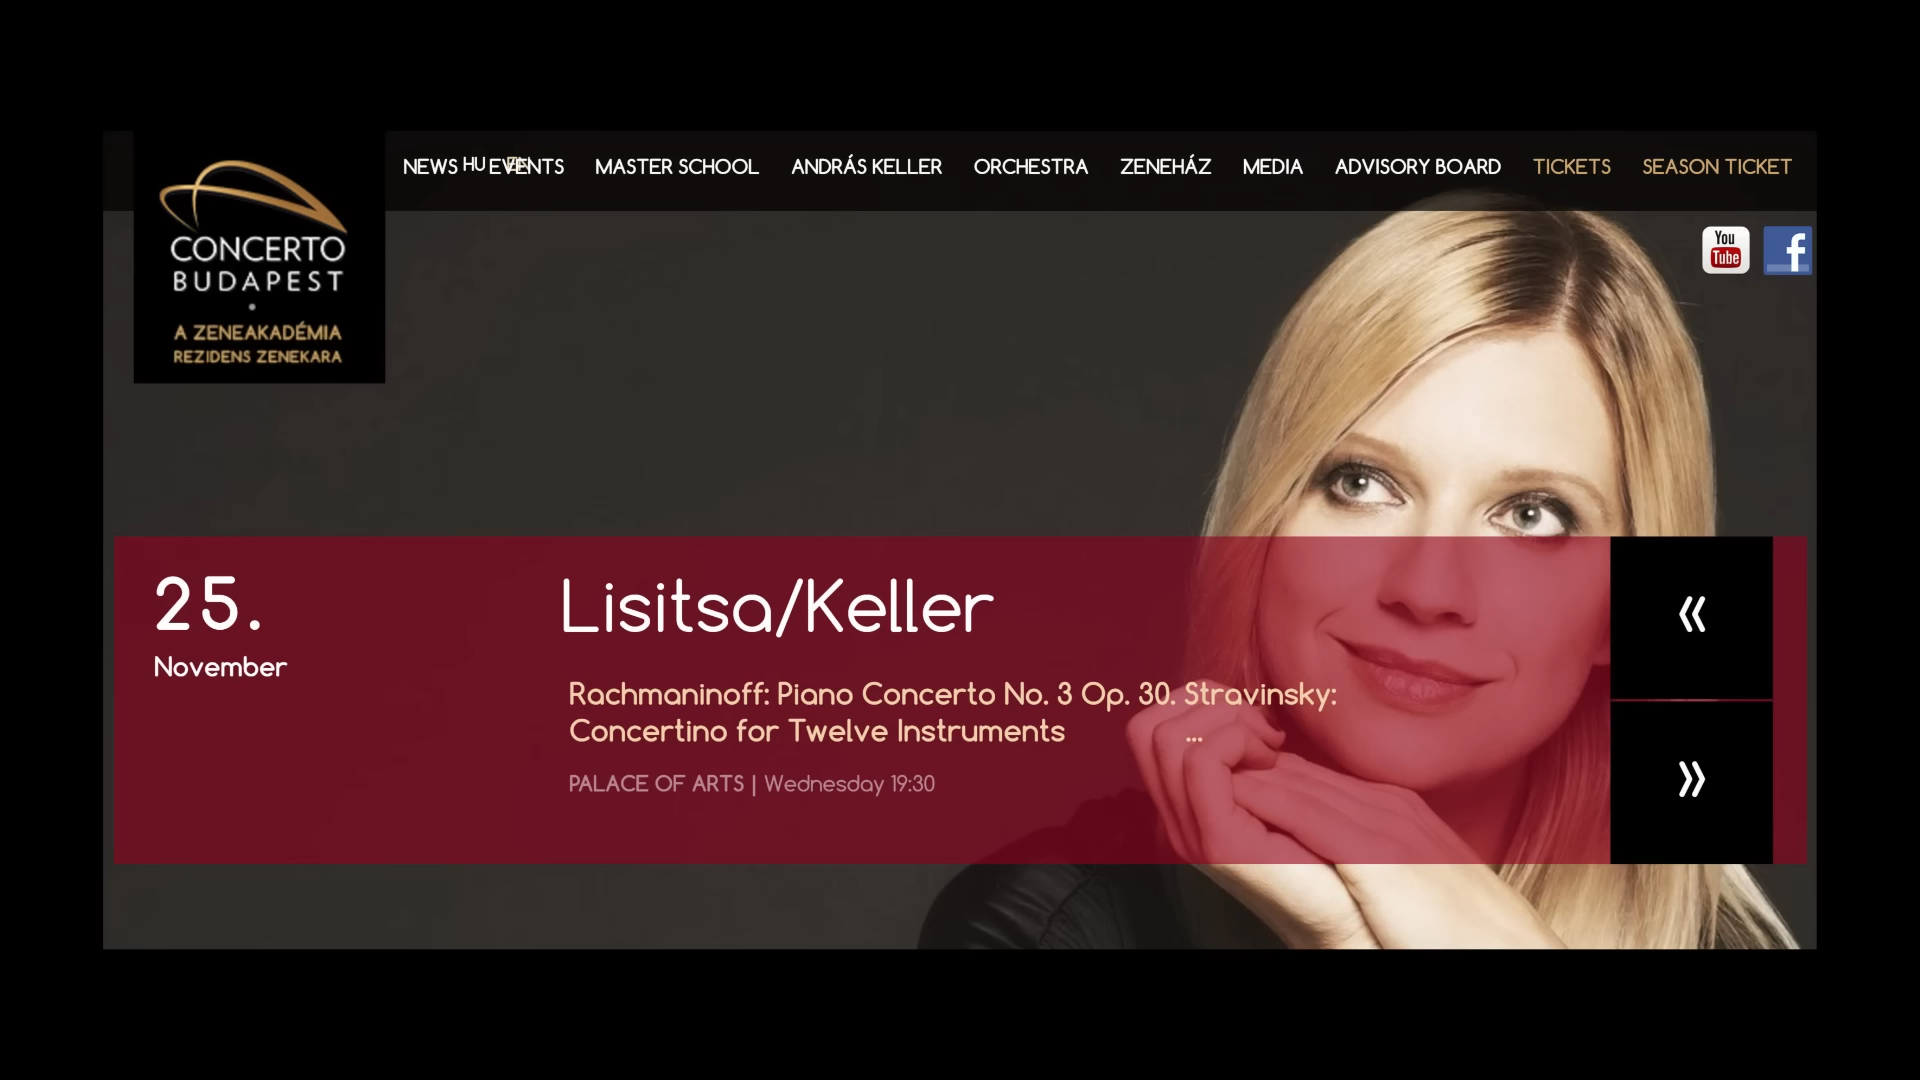 NEWS HU EVENTS MASTER SCHOOL ANDRÁS KELLER ORCHESTRA ZENEHÁZ MEDIA ADVISORY BOARD TICKETS SEASON TICKET
CONCERTO
BUDAPEST
A ZENEAKADÉMIA
REZIDENS ZENEKARA
You
Tube
f
25.
November
Lisitsa/Keller
Rachmaninoff: Piano Concerto No. 3 Op. 30. Stravinsky:
Concertino for Twelve Instruments ...
PALACE OF ARTS | Wednesday 19:30
«
»